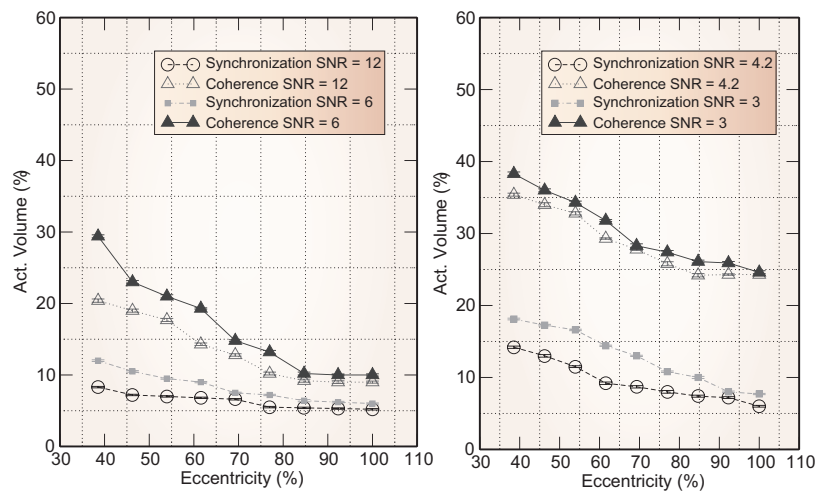 60
50
40
30
20
10
0
Act. Volume (%)
30 40 50 60 70 80 90 100 110
Eccentricity (%)
Synchronization SNR = 12
Coherence SNR = 12
Synchronization SNR = 6
Coherence SNR = 6
60
50
40
30
20
10
0
Act. Volume (%)
30 40 50 60 70 80 90 100 110
Eccentricity (%)
Synchronization SNR = 4.2
Coherence SNR = 4.2
Synchronization SNR = 3
Coherence SNR = 3